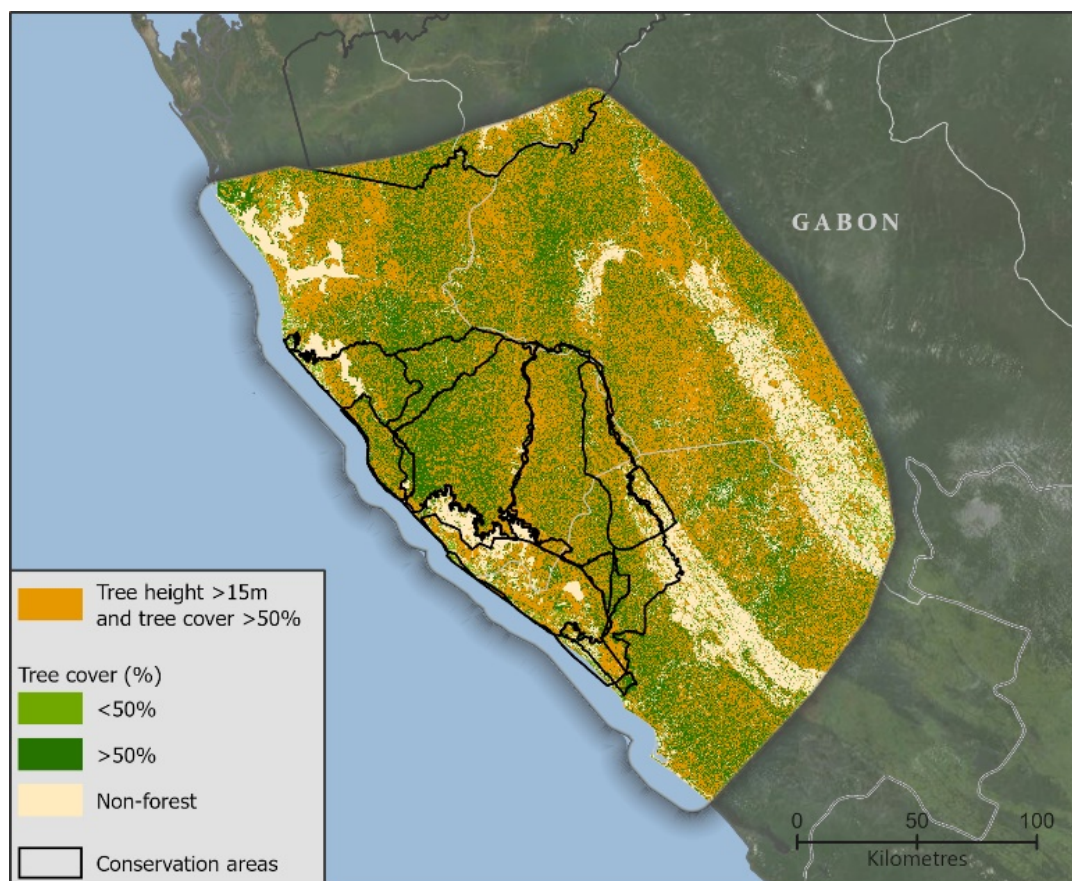 GABON
Tree height >15m
and tree cover >50%
Tree cover (%)
<50%
>50%
Non-forest
Conservation areas
0 50 100
Kilometres